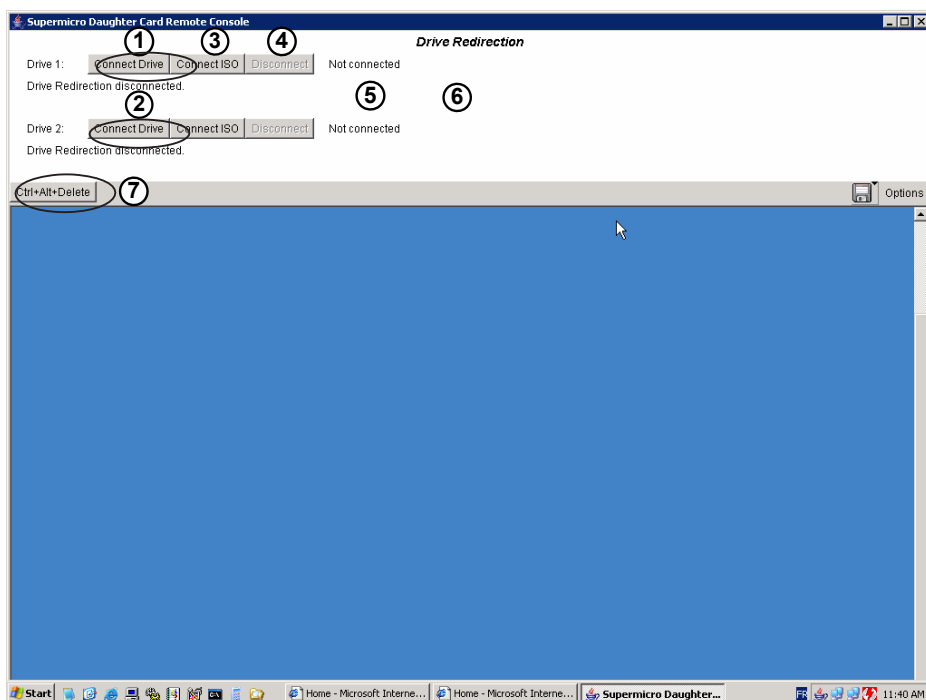 Supermicro Daughter Card Remote Console
1 3 4 Drive Redirection
Drive 1: Connect Drive Connect ISO Disconnect Not connected
Drive Redirection disconnected.
2 5 6
Drive 2: Connect Drive Connect ISO Disconnect Not connected
Drive Redirection disconnected.
Ctrl+Alt+Delete 7 Options
Start Home - Microsoft Interne... Home - Microsoft Interne... Supermicro Daughter... FR 11:40 AM